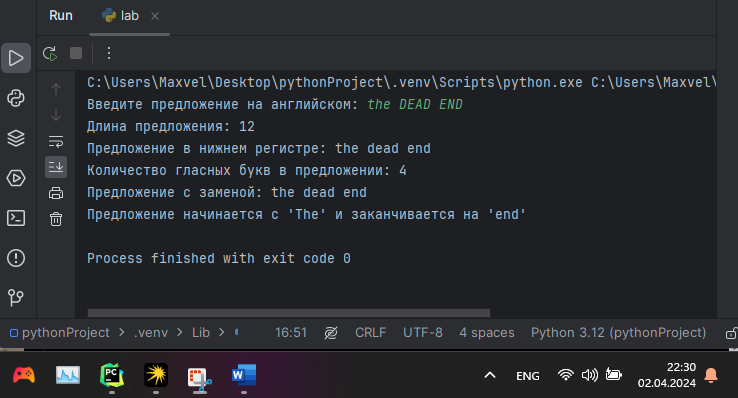 Run
lab
C:\Users\Maxvel\Desktop\pythonProject\.venv\Scripts\python.exe C:\Users\Maxvel\
Введите предложение на английском: the DEAD END
Длина предложения: 12
Предложение в нижнем регистре: the dead end
Количество гласных букв в предложении: 4
Предложение с заменой: the dead end
Предложение начинается с 'The' и заканчивается на 'end'
Process finished with exit code 0
pythonProject > .venv > Lib > 16:51 CRLF UTF-8 4 spaces Python 3.12 (pythonProject)
PC W ENG 22:30
02.04.2024